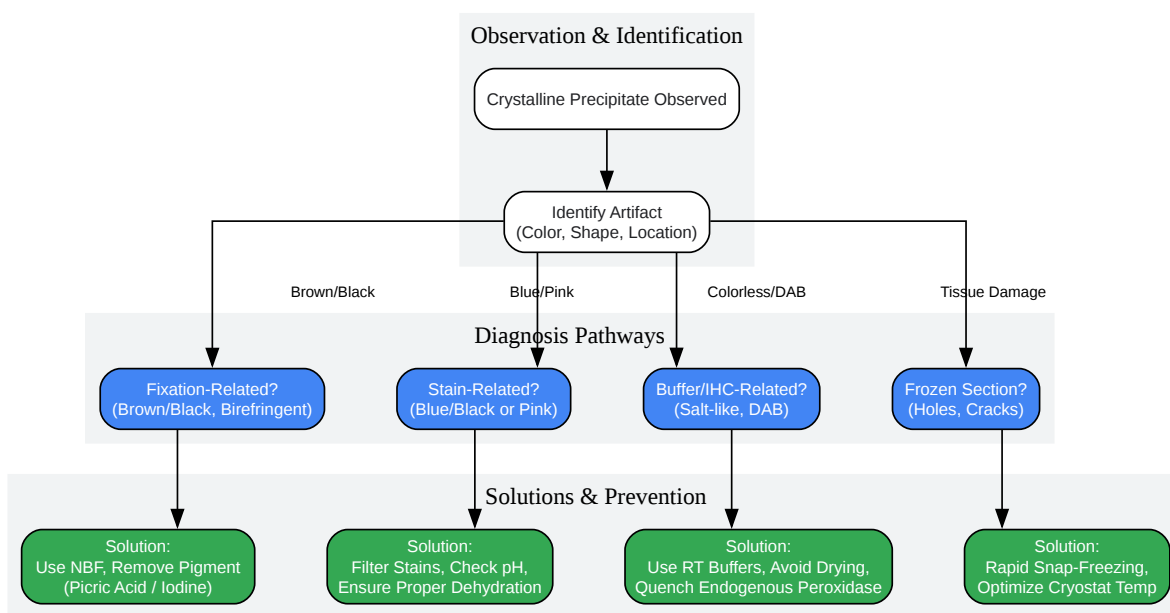 Observation & Identification
Crystalline Precipitate Observed
Identify Artifact
(Color, Shape, Location)
Brown/Black
Blue/Pink
Colorless/DAB
Tissue Damage
Diagnosis Pathways
Fixation-Related?
(Brown/Black, Birefringent)
Stain-Related?
(Blue/Black or Pink)
Buffer/IHC-Related?
(Salt-like, DAB)
Frozen Section?
(Holes, Cracks)
Solutions & Prevention
Solution:
Use NBF, Remove Pigment
(Picric Acid / Iodine)
Solution:
Filter Stains, Check pH,
Ensure Proper Dehydration
Solution:
Use RT Buffers, Avoid Drying,
Quench Endogenous Peroxidase
Solution:
Rapid Snap-Freezing,
Optimize Cryostat Temp